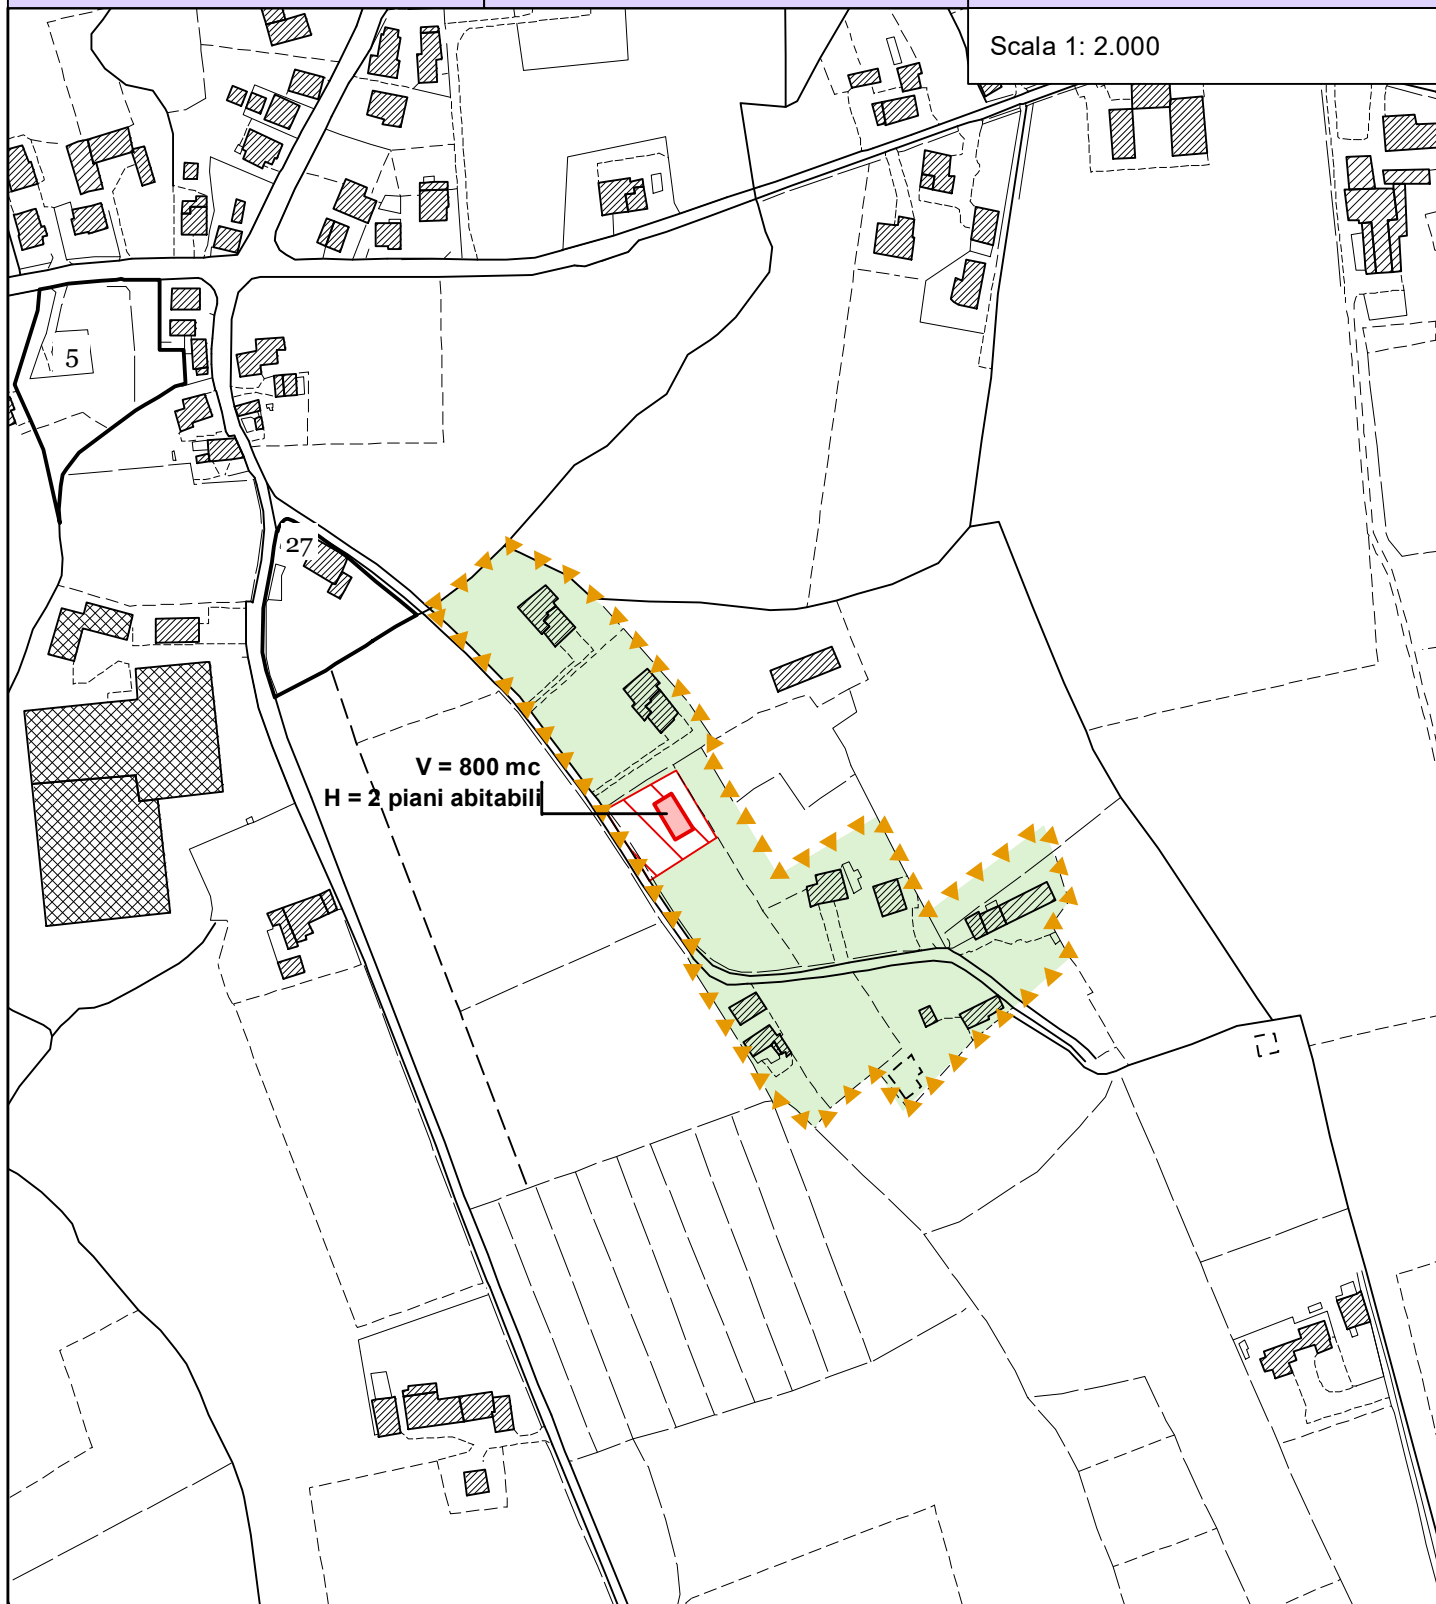 Scala 1: 2.000
5
27
V = 800 mc
H = 2 piani abitabili